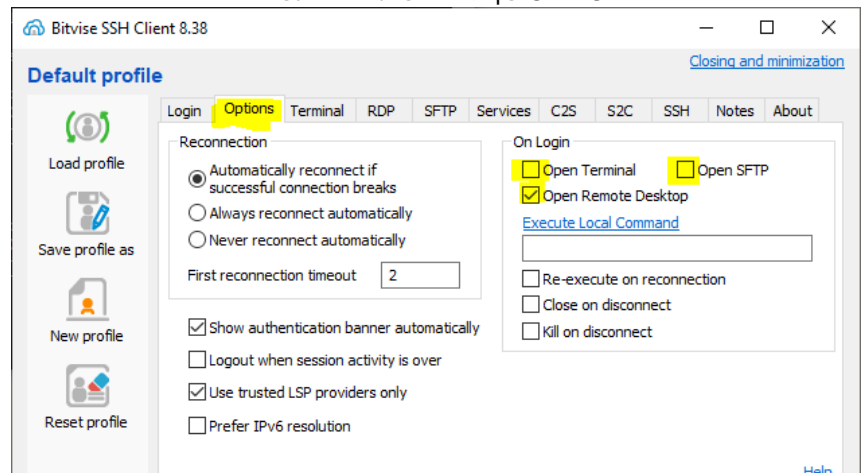 Bitvise SSH Client 8.38
Closing and minimization
Default profile
Login Options Terminal RDP SFTP Services C2S S2C SSH Notes About
Load profile
Save profile as
New profile
Reset profile
Reconnection
Automatically reconnect if
successful connection breaks
Always reconnect automatically
Never reconnect automatically
First reconnection timeout 2
Show authentication banner automatically
Logout when session activity is over
Use trusted LSP providers only
Prefer IPv6 resolution
On Login
Open Terminal Open SFTP
Open Remote Desktop
Execute Local Command
Re-execute on reconnection
Close on disconnect
Kill on disconnect
Help